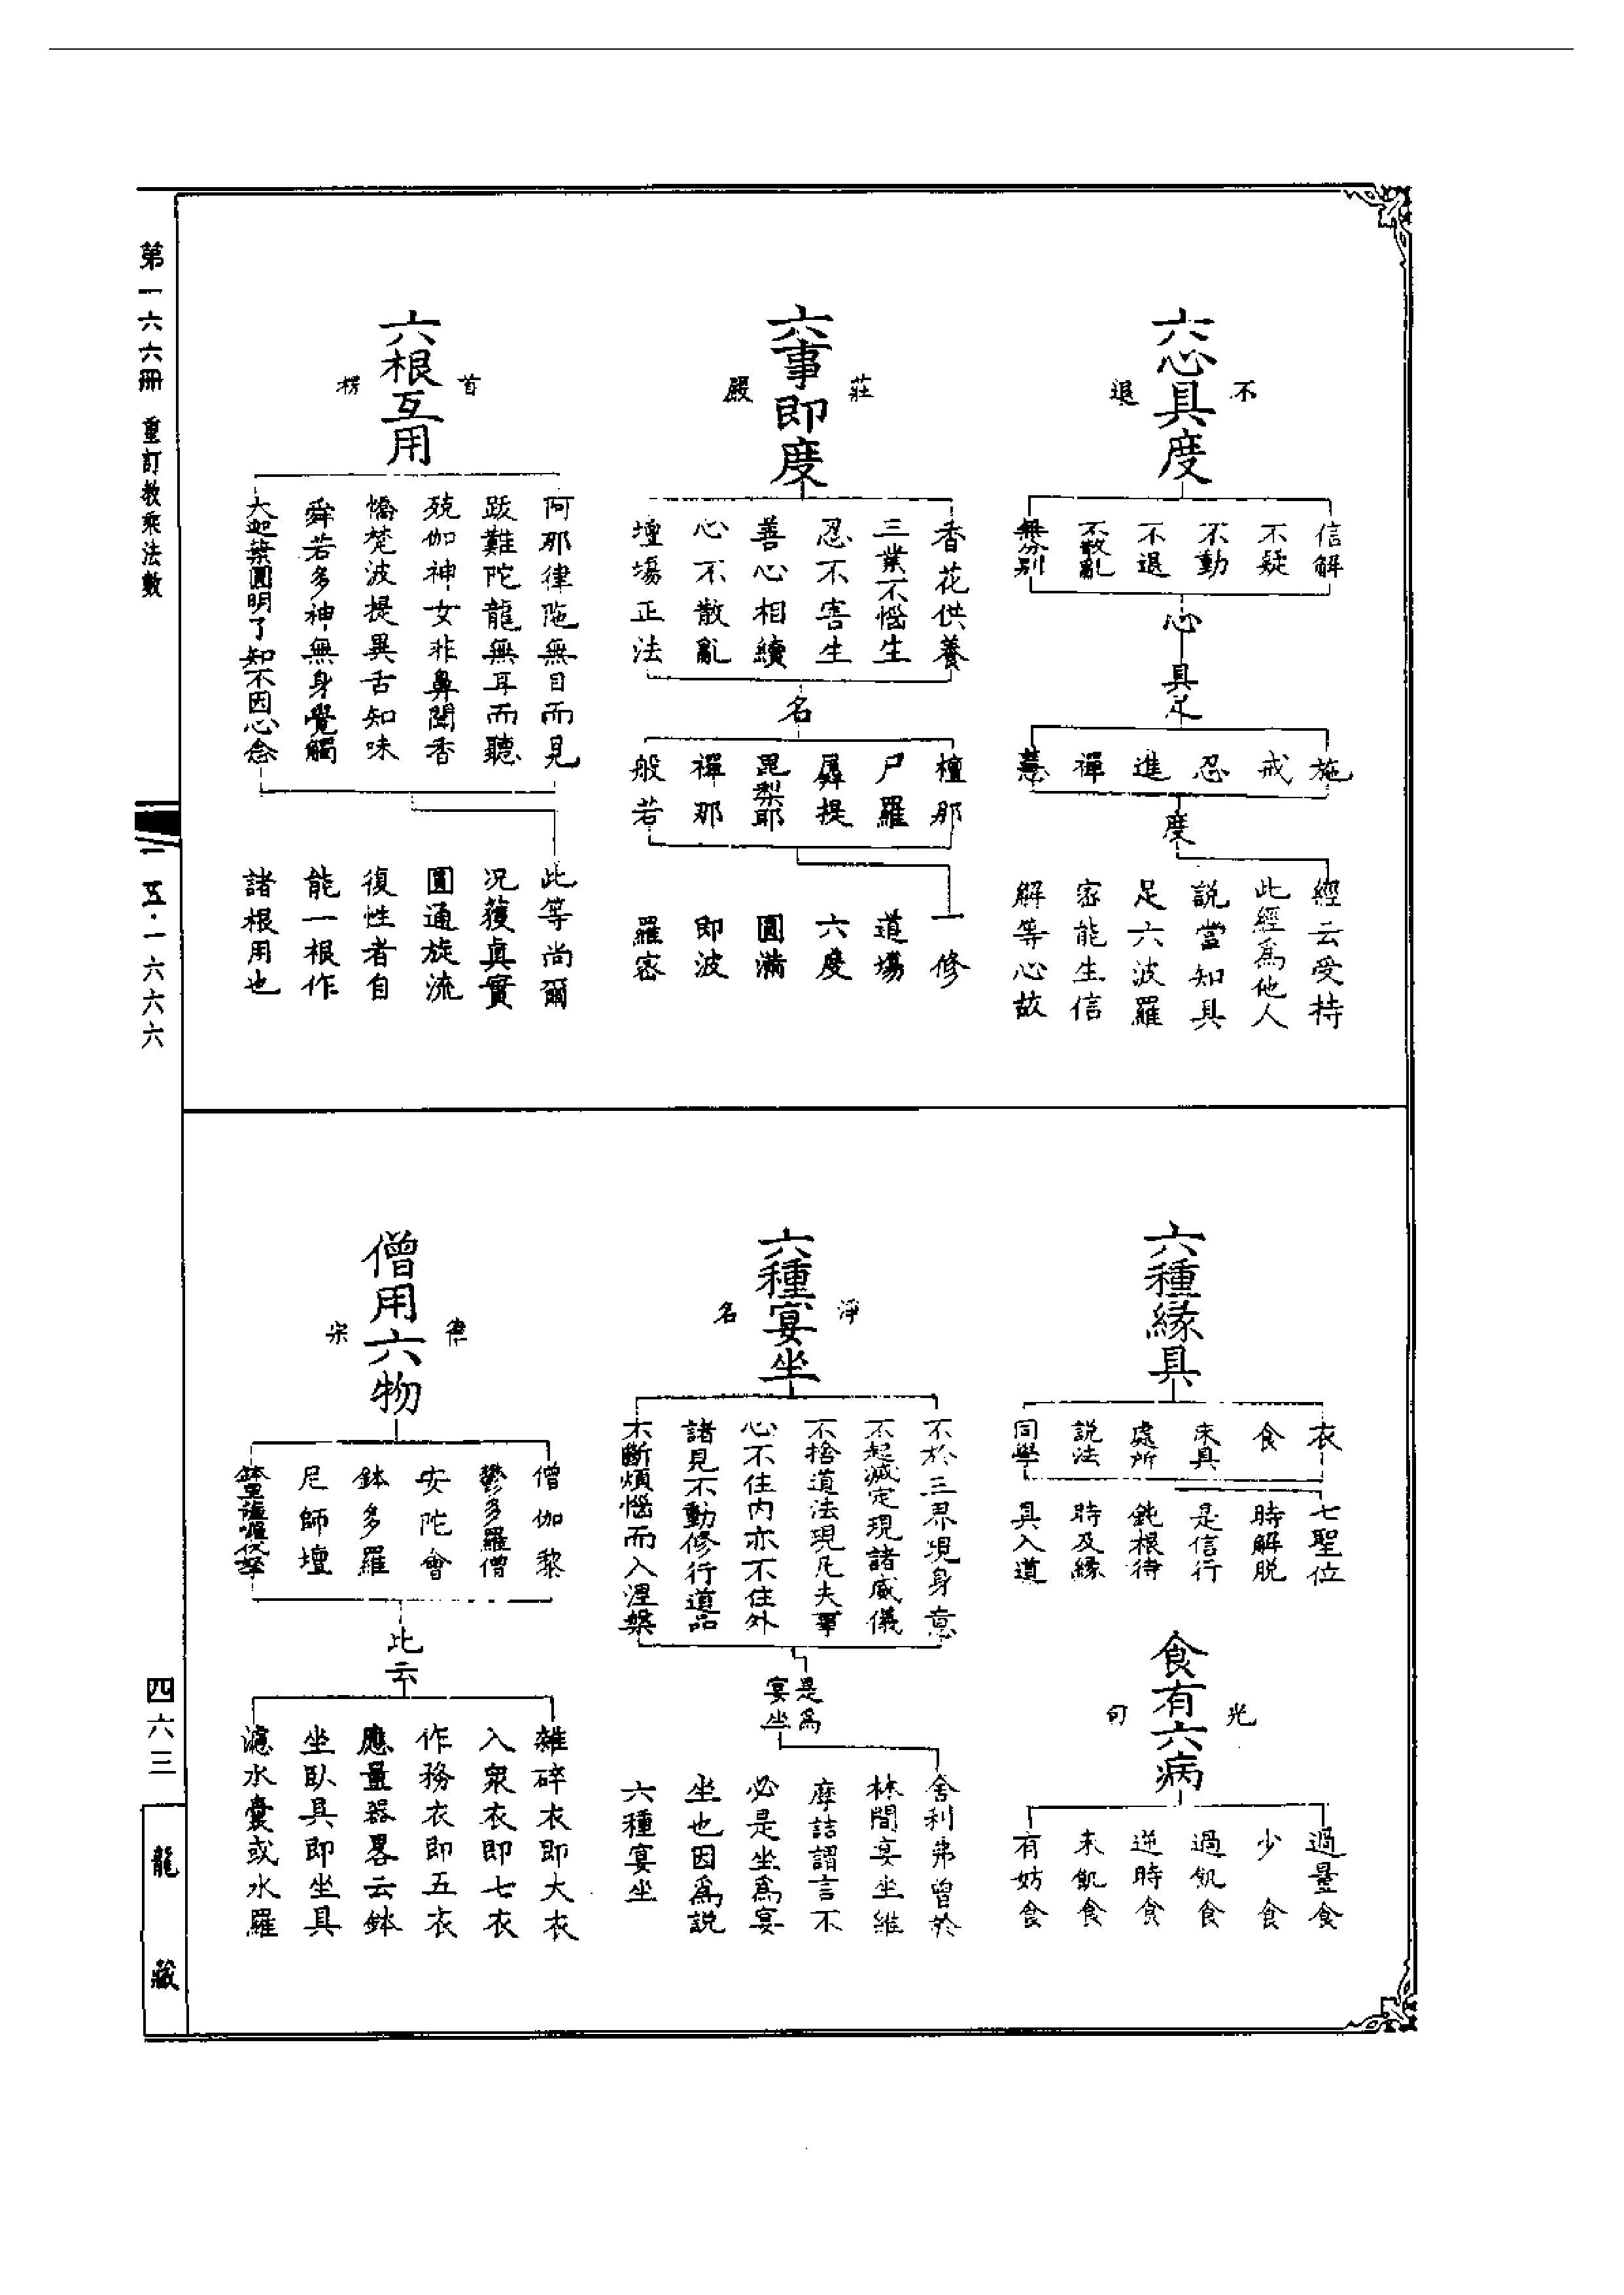 六心具度
不
退
信解
不疑
不動
不退
不散亂
無分別
心
具足
施
戒
忍
進
禪
慧
度
經云受持
此經為他人
說當知具
足六波羅
密能生信
解等心故
六事即度
莊
嚴
香花供養
三業不惱生
忍不害生
善心相續
心不散亂
壇場正法
名
檀那
尸羅
羼提
毘梨耶
禪那
般若
一修
道場
六度
圓滿
即波
羅密
六根互用
首
楞
阿那律陁無目而見
跋難陀龍無耳而聽
殑伽神女非鼻聞香
憍梵波提異舌知味
舜若多神無身覺觸
大迦葉圓明了知不因心念
此等尚爾
况獲真實
圓通旋流
復性者自
能一根作
諸根用也
六種緣具
衣
食
床具
處所
說法
同學
七聖位
時解脫
是信行
鈍根待
時及緣
具入道
食有六病
光
句
過量食
少食
過飢食
逆時食
未飢食
有妨食
六種宴坐
淨
名
不於三界現身意
不起滅定現諸威儀
不捨道法現凡夫事
心不住內亦不住外
諸見不動修行道品
不斷煩惱而入涅槃
是為
宴坐
舍利弗曾於
林間宴坐維
摩詰謂言不
必是坐為宴
坐也因為說
六種宴坐
僧用六物
律
宗
僧伽黎
鬱多羅僧
安陀會
鉢多羅
尼師壇
此云
雜碎衣即大衣
入眾衣即七衣
作務衣即五衣
應量器畧云鉢
坐臥具即坐具
濾水囊或水羅
第一六六冊 重訂教乘法數
一五·一六六六
四六三
龍藏